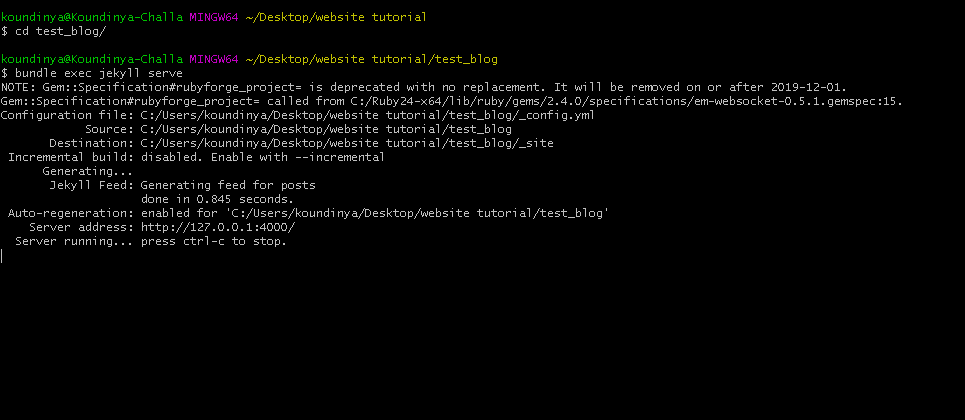 koundinya@Koundinya-Challa MINGW64 ~/Desktop/website tutorial
$ cd test_blog/
koundinya@Koundinya-Challa MINGW64 ~/Desktop/website tutorial/test_blog
$ bundle exec jekyll serve
NOTE: Gem::Specification#rubyforge_project= is deprecated with no replacement. It will be removed on or after 2019-12-01.
Gem::Specification#rubyforge_project= called from C:/Ruby24-x64/lib/ruby/gems/2.4.0/specifications/em-websocket-0.5.1.gemspec:15.
Configuration file: C:/Users/koundinya/Desktop/website tutorial/test_blog/_config.yml
Source: C:/Users/koundinya/Desktop/website tutorial/test_blog
Destination: C:/Users/koundinya/Desktop/website tutorial/test_blog/_site
Incremental build: disabled. Enable with --incremental
Generating...
Jekyll Feed: Generating feed for posts
done in 0.845 seconds.
Auto-regeneration: enabled for 'C:/Users/koundinya/Desktop/website tutorial/test_blog'
Server address: http://127.0.0.1:4000/
Server running... press ctrl-c to stop.